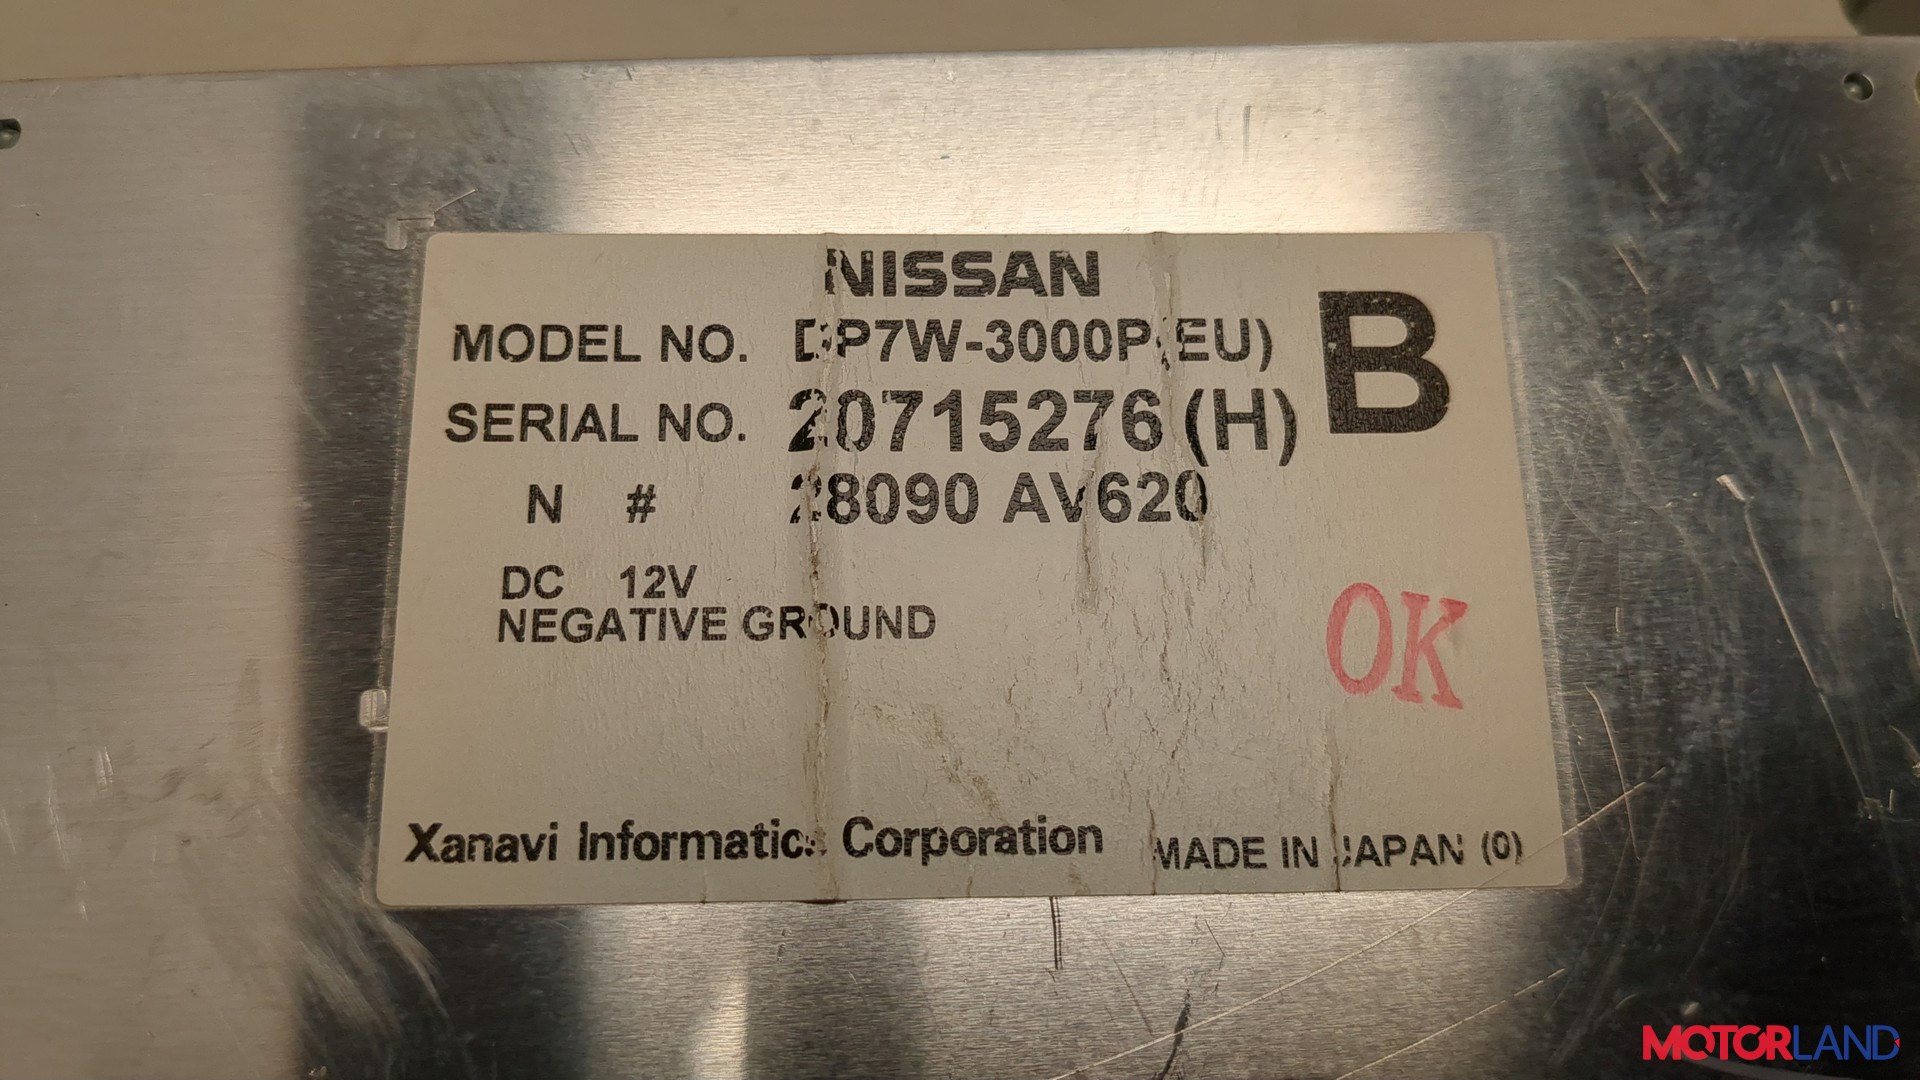 NISSAN
B
MODEL NO. DP7W-3000P(EU)
SERIAL NO. 20715276 (H)
N # 28090 AV620
DC 12V
NEGATIVE GROUND
OK
Xanavi Informatics Corporation MADE IN JAPAN (0)
MOTORLAND